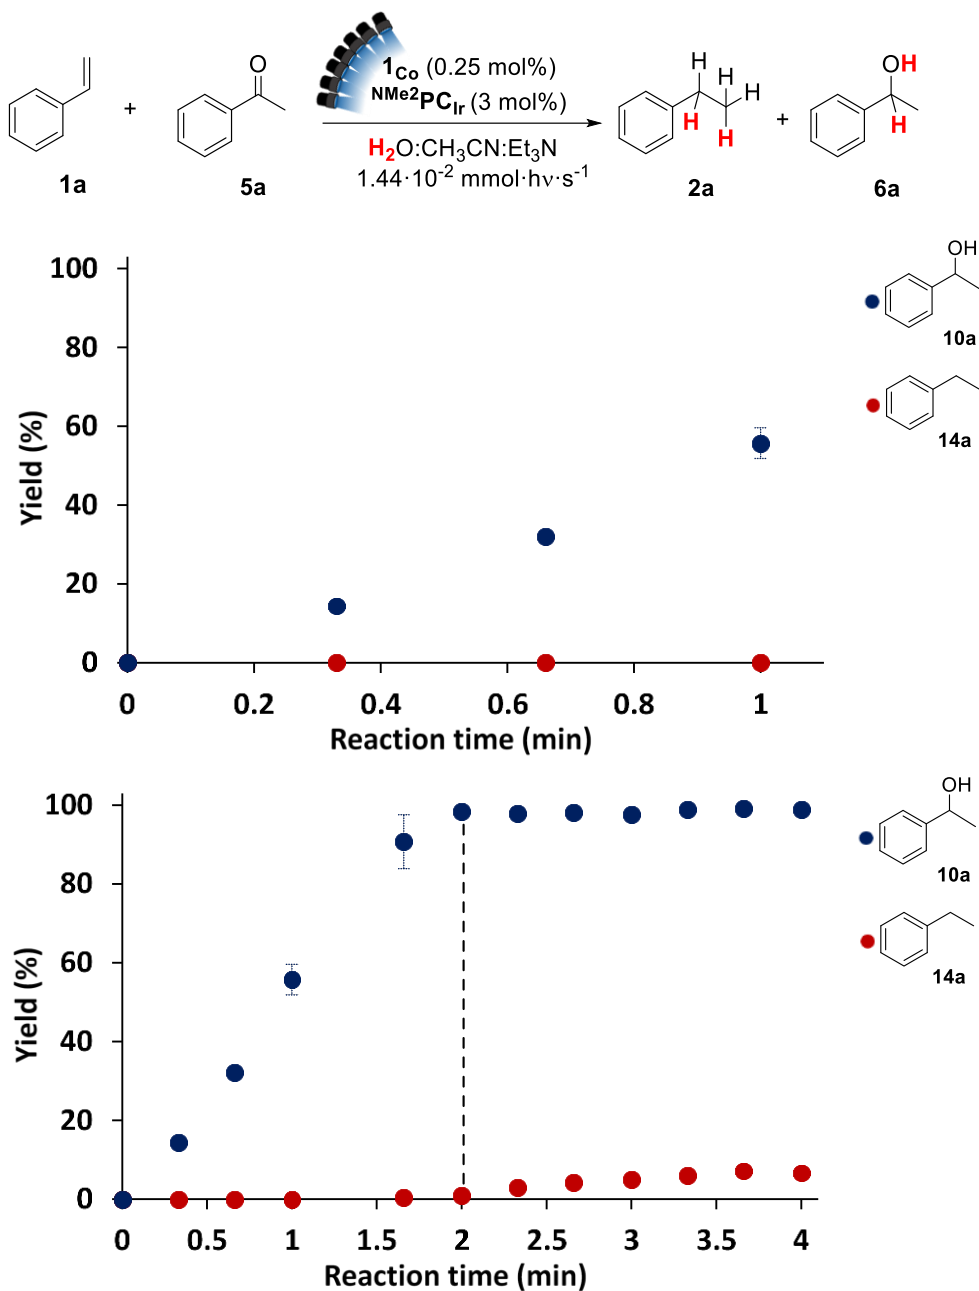 H
O
OH
1Co (0.25 mol%)
H
H
NMe2PCIr (3 mol%)
+
H
+
H
H
H
H2O:CH3CN:Et3N
1a
5a
1.44·10-2 mmol·hν·s-1
2a
6a
100
80
60
40
20
0
Yield (%)
0 0.2 0.4 0.6 0.8 1
Reaction time (min)
OH
10a
14a
100
80
60
40
20
0
Yield (%)
0 0.5 1 1.5 2 2.5 3 3.5 4
Reaction time (min)
OH
10a
14a